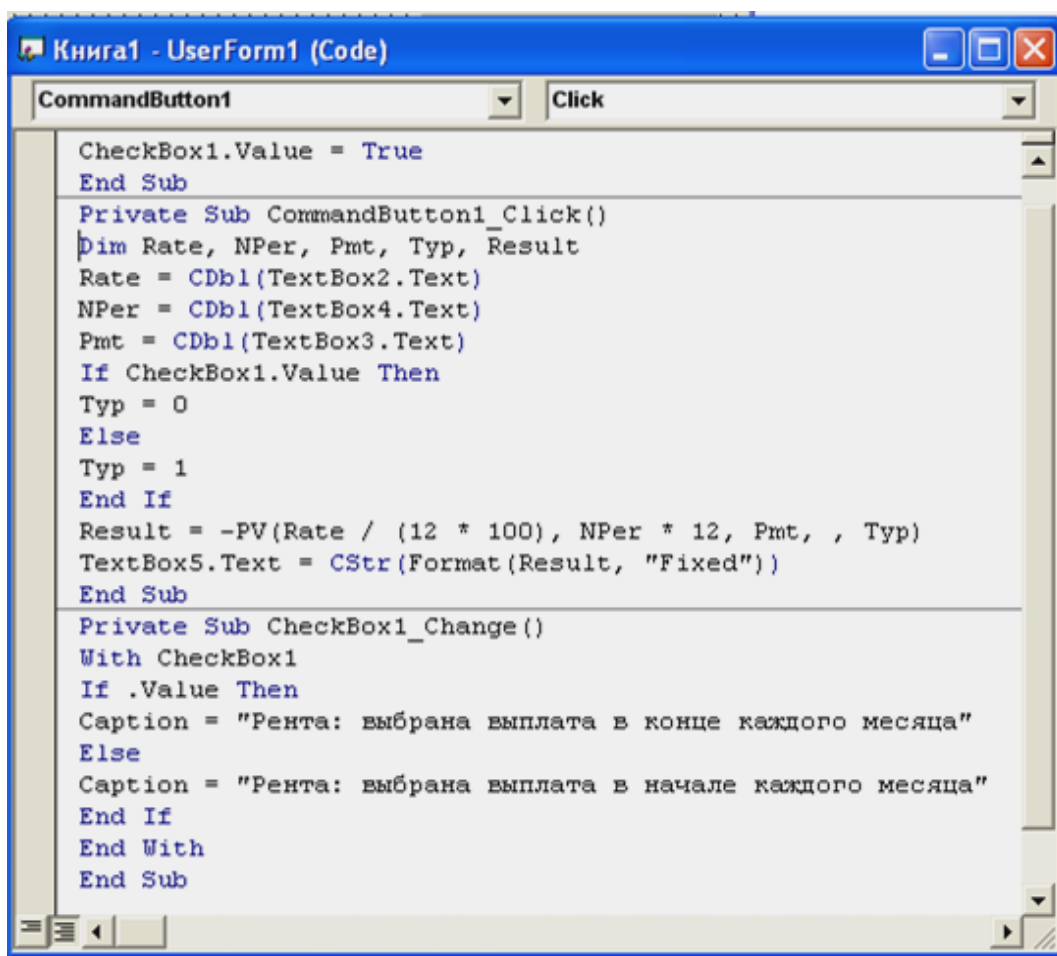 Книга1 - UserForm1 (Code)
CommandButton1 Click
CheckBox1.Value = True
End Sub
Private Sub CommandButton1_Click()
Dim Rate, NPer, Pmt, Typ, Result
Rate = CDbl(TextBox2.Text)
NPer = CDbl(TextBox4.Text)
Pmt = CDbl(TextBox3.Text)
If CheckBox1.Value Then
Typ = 0
Else
Typ = 1
End If
Result = -PV(Rate / (12 * 100), NPer * 12, Pmt, , Typ)
TextBox5.Text = CStr(Format(Result, "Fixed"))
End Sub
Private Sub CheckBox1_Change()
With CheckBox1
If .Value Then
Caption = "Рента: выбрана выплата в конце каждого месяца"
Else
Caption = "Рента: выбрана выплата в начале каждого месяца"
End If
End With
End Sub